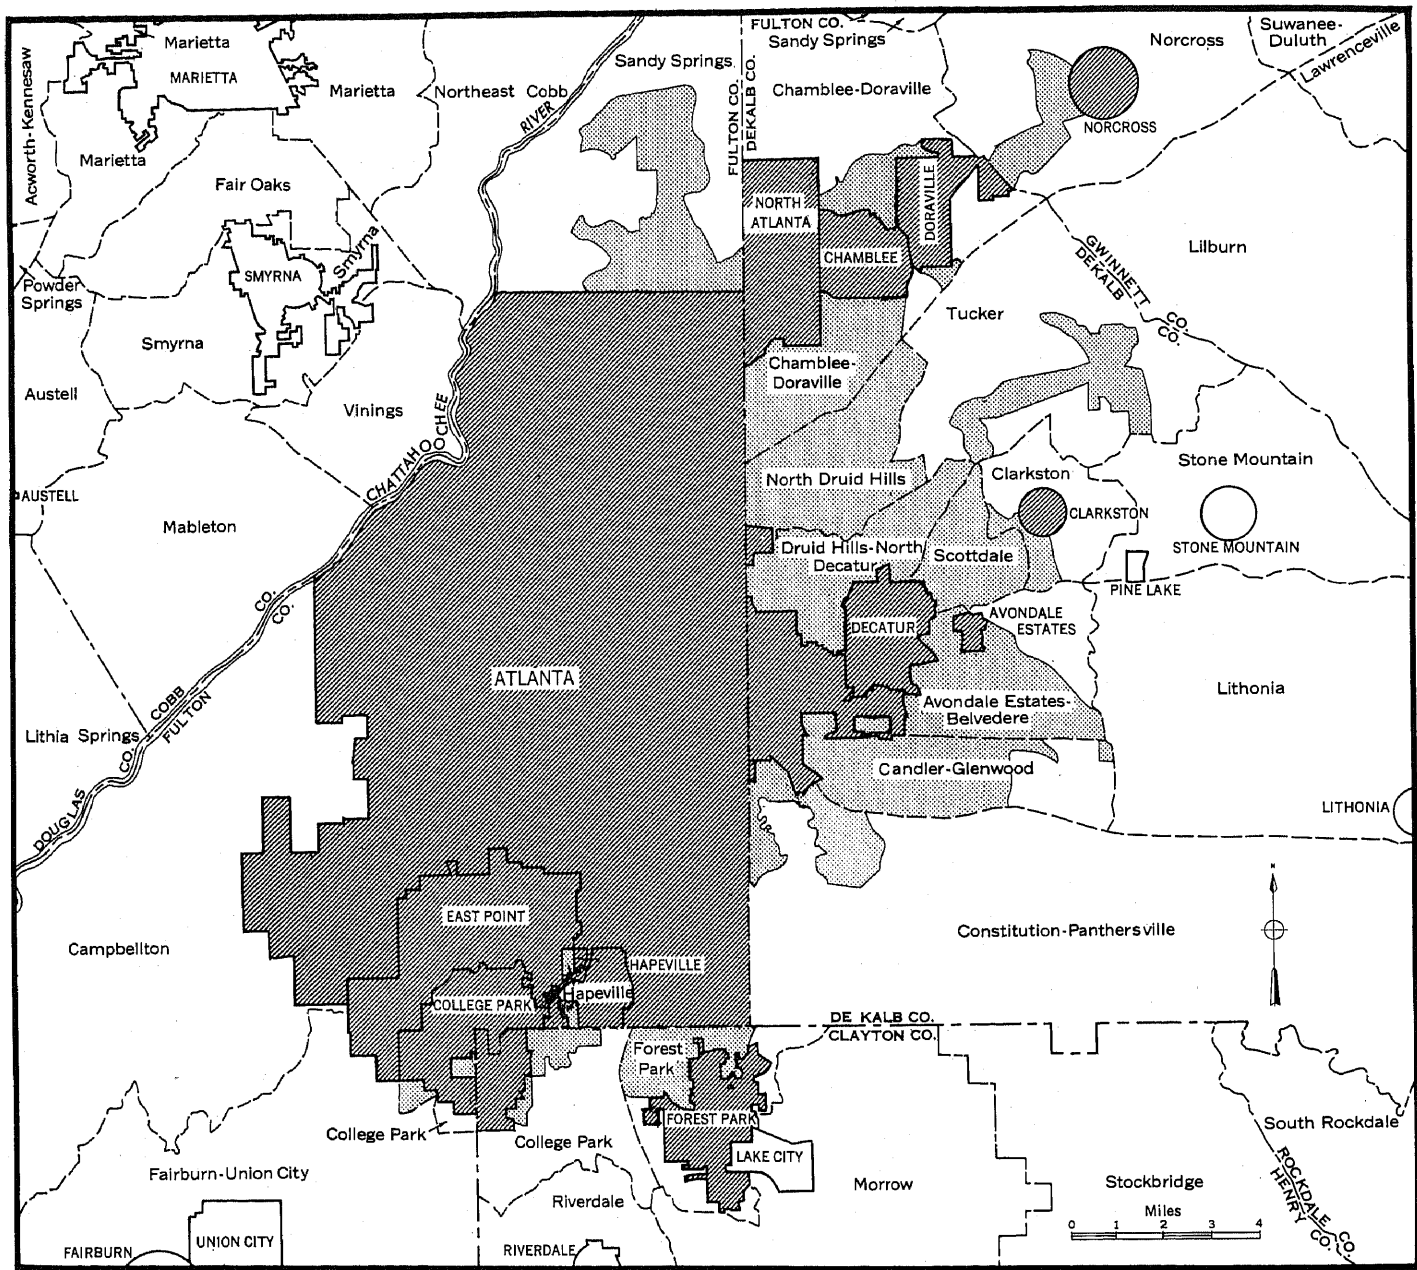 Acworth-Kennesaw
Marietta
MARIETTA
Marietta
Marietta
Northeast Cobb
RIVER
Sandy Springs
FULTON CO.
Sandy Springs
FULTON CO.
DEKALB CO.
Chamblee-Doraville
Norcross
Suwanee-
Duluth
Lawrenceville
NORCROSS
Fair Oaks
Smyrna
SMYRNA
Powder
Springs
Smyrna
Austell
Vinings
NORTH
ATLANTA
CHAMBLEE
DORAVILLE
Lilburn
GWINNETT CO.
DEKALB CO.
Tucker
Chamblee-
Doraville
CHATTAHOOCHEE
AUSTELL
Mableton
North Druid Hills
Clarkston
Stone Mountain
CLARKSTON
STONE MOUNTAIN
Druid Hills-North
Decatur
Scottdale
PINE LAKE
AVONDALE
ESTATES
DECATUR
ATLANTA
Lithonia
Avondale Estates-
Belvedere
COBB CO.
FULTON CO.
Lithia Springs
DOUGLAS CO.
Candler-Glenwood
LITHONIA
Campbellton
EAST POINT
Constitution-Panthersville
N
HAPEVILLE
Hapeville
COLLEGE PARK
DE KALB CO.
CLAYTON CO.
Forest
Park
FOREST PARK
LAKE CITY
College Park
College Park
South Rockdale
Fairburn-Union City
Riverdale
Morrow
Stockbridge
ROCKDALE CO.
HENRY CO.
Miles
0 1 2 3 4
FAIRBURN
UNION CITY
RIVERDALE